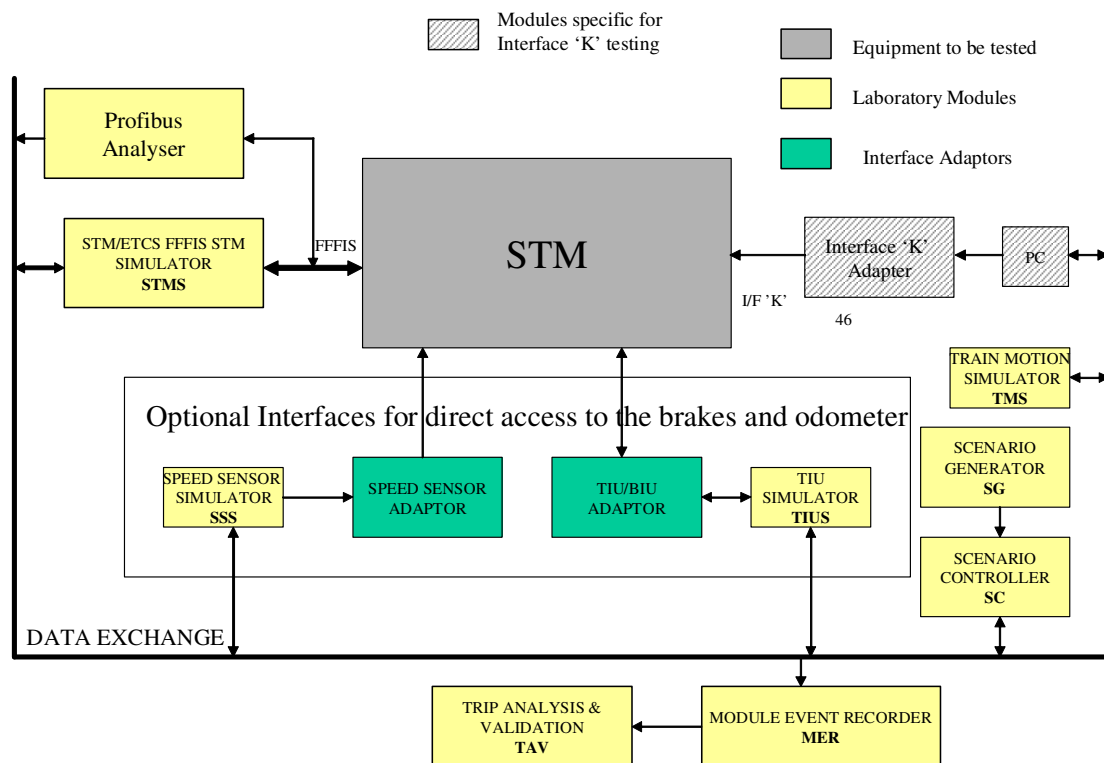 Modules specific for
Interface ‘K’ testing
Equipment to be tested
Laboratory Modules
Interface Adaptors
Profibus
Analyser
STM/ETCS FFFIS STM
SIMULATOR
STMS
FFFIS
STM
Interface ‘K’
Adapter
PC
I/F ’K’
46
TRAIN MOTION
SIMULATOR
TMS
Optional Interfaces for direct access to the brakes and odometer
SPEED SENSOR
SIMULATOR
SSS
SPEED SENSOR
ADAPTOR
TIU/BIU
ADAPTOR
TIU
SIMULATOR
TIUS
SCENARIO
GENERATOR
SG
SCENARIO
CONTROLLER
SC
DATA EXCHANGE
TRIP ANALYSIS &
VALIDATION
TAV
MODULE EVENT RECORDER
MER